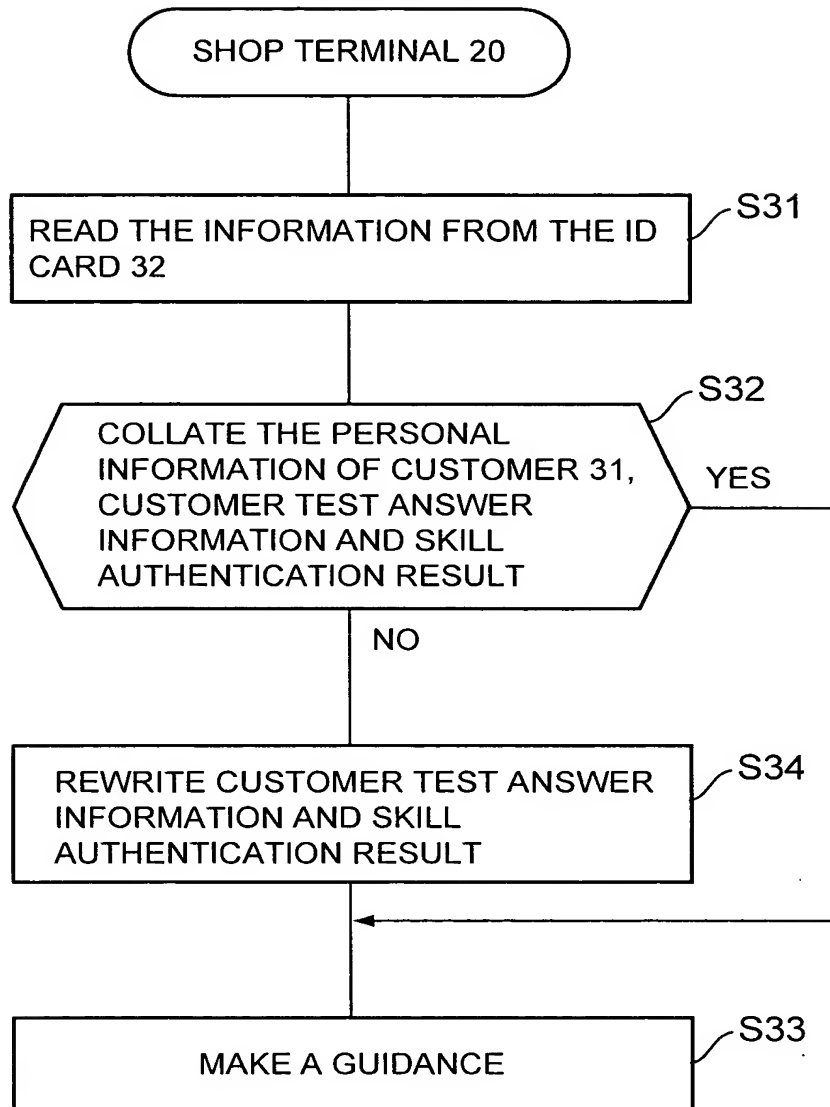 SHOP TERMINAL 20
S31
READ THE INFORMATION FROM THE ID
CARD 32
S32
COLLATE THE PERSONAL
INFORMATION OF CUSTOMER 31,
CUSTOMER TEST ANSWER
INFORMATION AND SKILL
AUTHENTICATION RESULT
YES
NO
S34
REWRITE CUSTOMER TEST ANSWER
INFORMATION AND SKILL
AUTHENTICATION RESULT
S33
MAKE A GUIDANCE